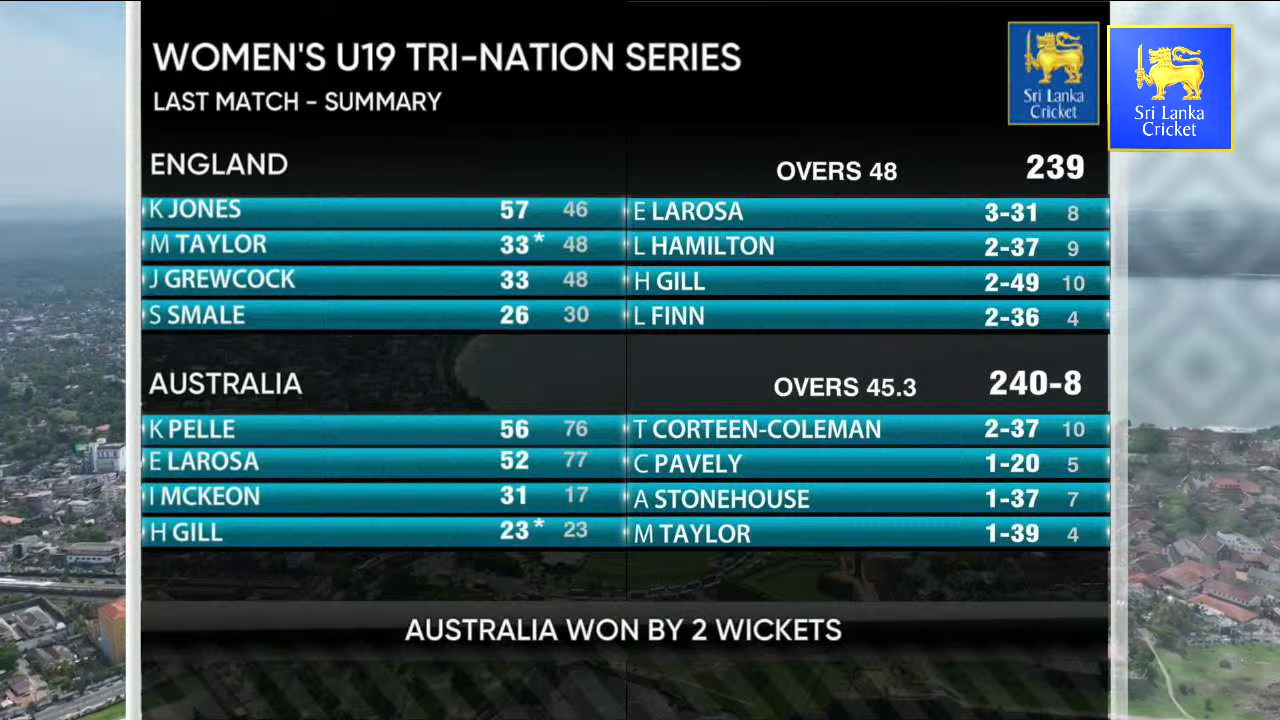 WOMEN'S U19 TRI-NATION SERIES
LAST MATCH - SUMMARY
Sri Lanka
Cricket
Sri Lanka
Cricket
ENGLAND OVERS 48 239
K JONES 57 46 E LAROSA 3-31 8
M TAYLOR 33* 48 L HAMILTON 2-37 9
J GREWCOCK 33 48 H GILL 2-49 10
S SMALE 26 30 L FINN 2-36 4
AUSTRALIA OVERS 45.3 240-8
K PELLE 56 76 T CORTEEN-COLEMAN 2-37 10
E LAROSA 52 77 C PAVELY 1-20 5
I MCKEON 31 17 A STONEHOUSE 1-37 7
H GILL 23* 23 M TAYLOR 1-39 4
AUSTRALIA WON BY 2 WICKETS